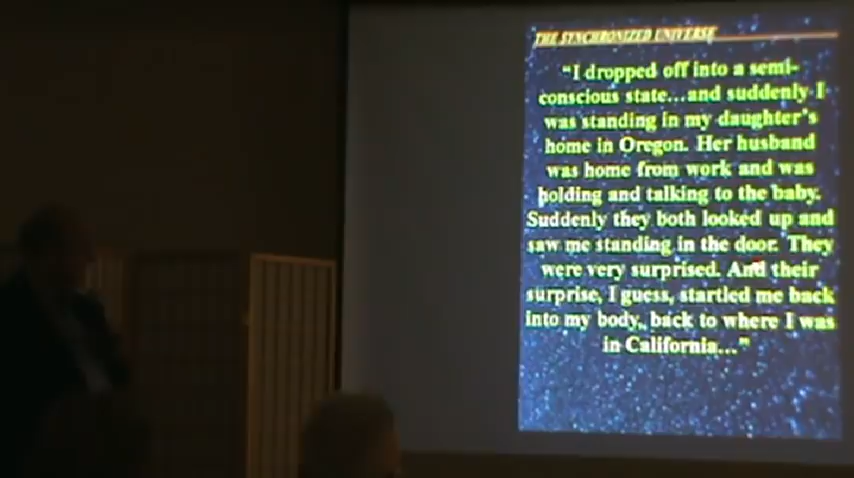 THE SYNCHRONIZED UNIVERSE
“I dropped off into a semi-
conscious state...and suddenly I
was standing in my daughter’s
home in Oregon. Her husband
was home from work and was
holding and talking to the baby.
Suddenly they both looked up and
saw me standing in the door. They
were very surprised. And their
surprise, I guess, startled me back
into my body, back to where I was
in California...”